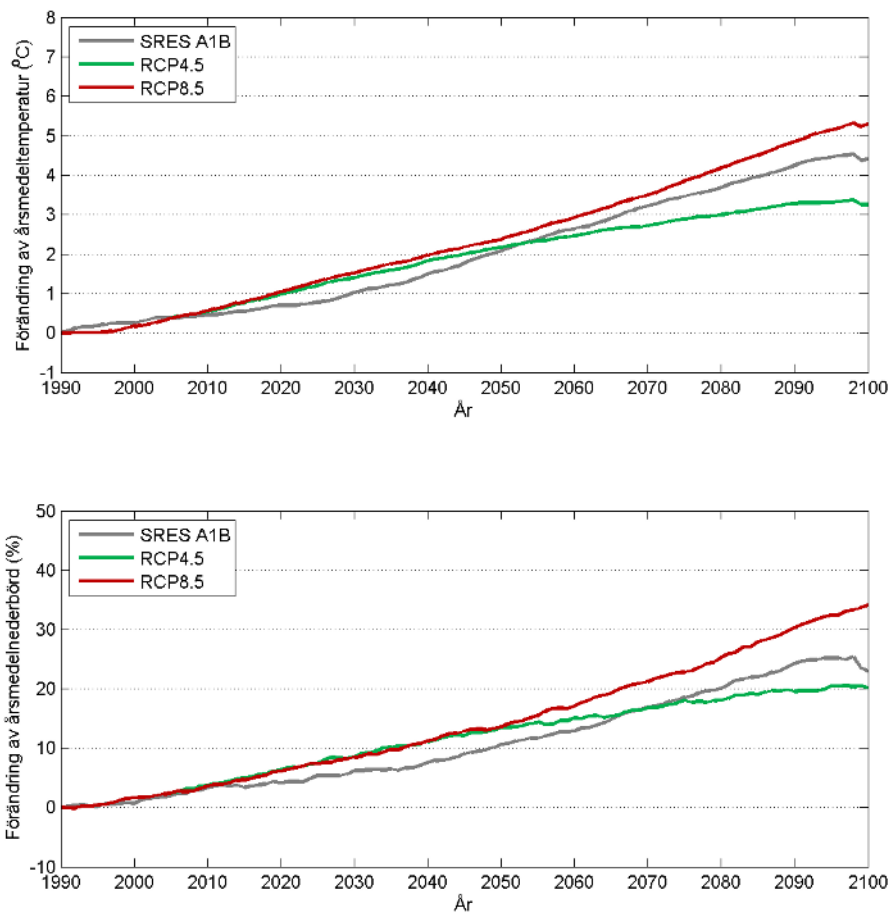 Förändring av årsmedeltemperatur (⁰C)
8
7
6
5
4
3
2
1
0
-1
SRES A1B
RCP4.5
RCP8.5
1990 2000 2010 2020 2030 2040 2050 2060 2070 2080 2090 2100
År
Förändring av årsmedelnederbörd (%)
50
40
30
20
10
0
-10
SRES A1B
RCP4.5
RCP8.5
1990 2000 2010 2020 2030 2040 2050 2060 2070 2080 2090 2100
År